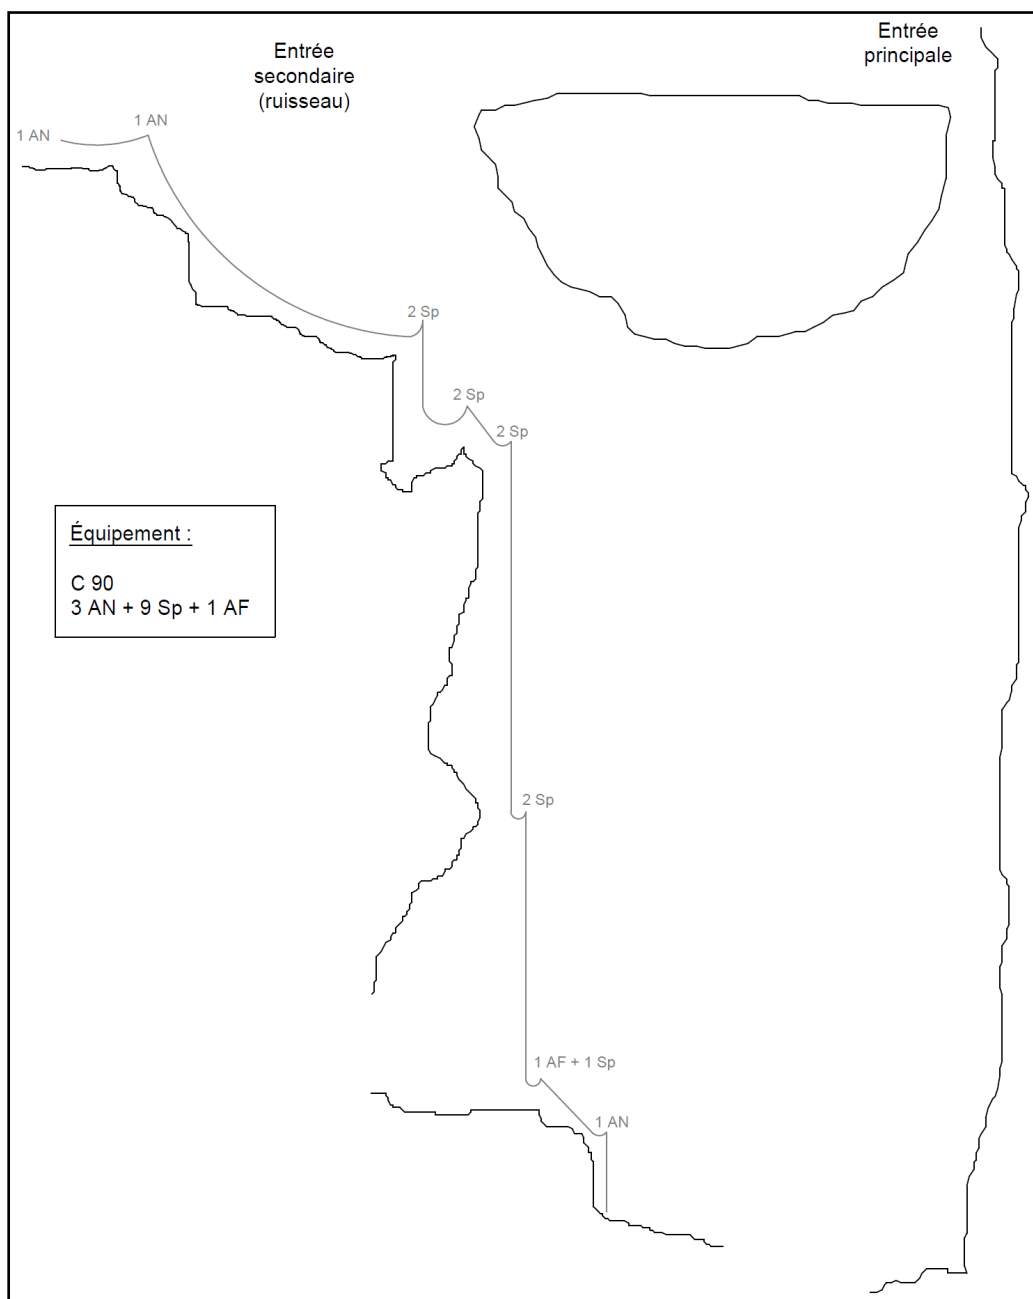 Entrée
secondaire
(ruisseau)
Entrée
principale
1 AN
1 AN
2 Sp
2 Sp
2 Sp
Équipement :
C 90
3 AN + 9 Sp + 1 AF
2 Sp
1 AF + 1 Sp
1 AN